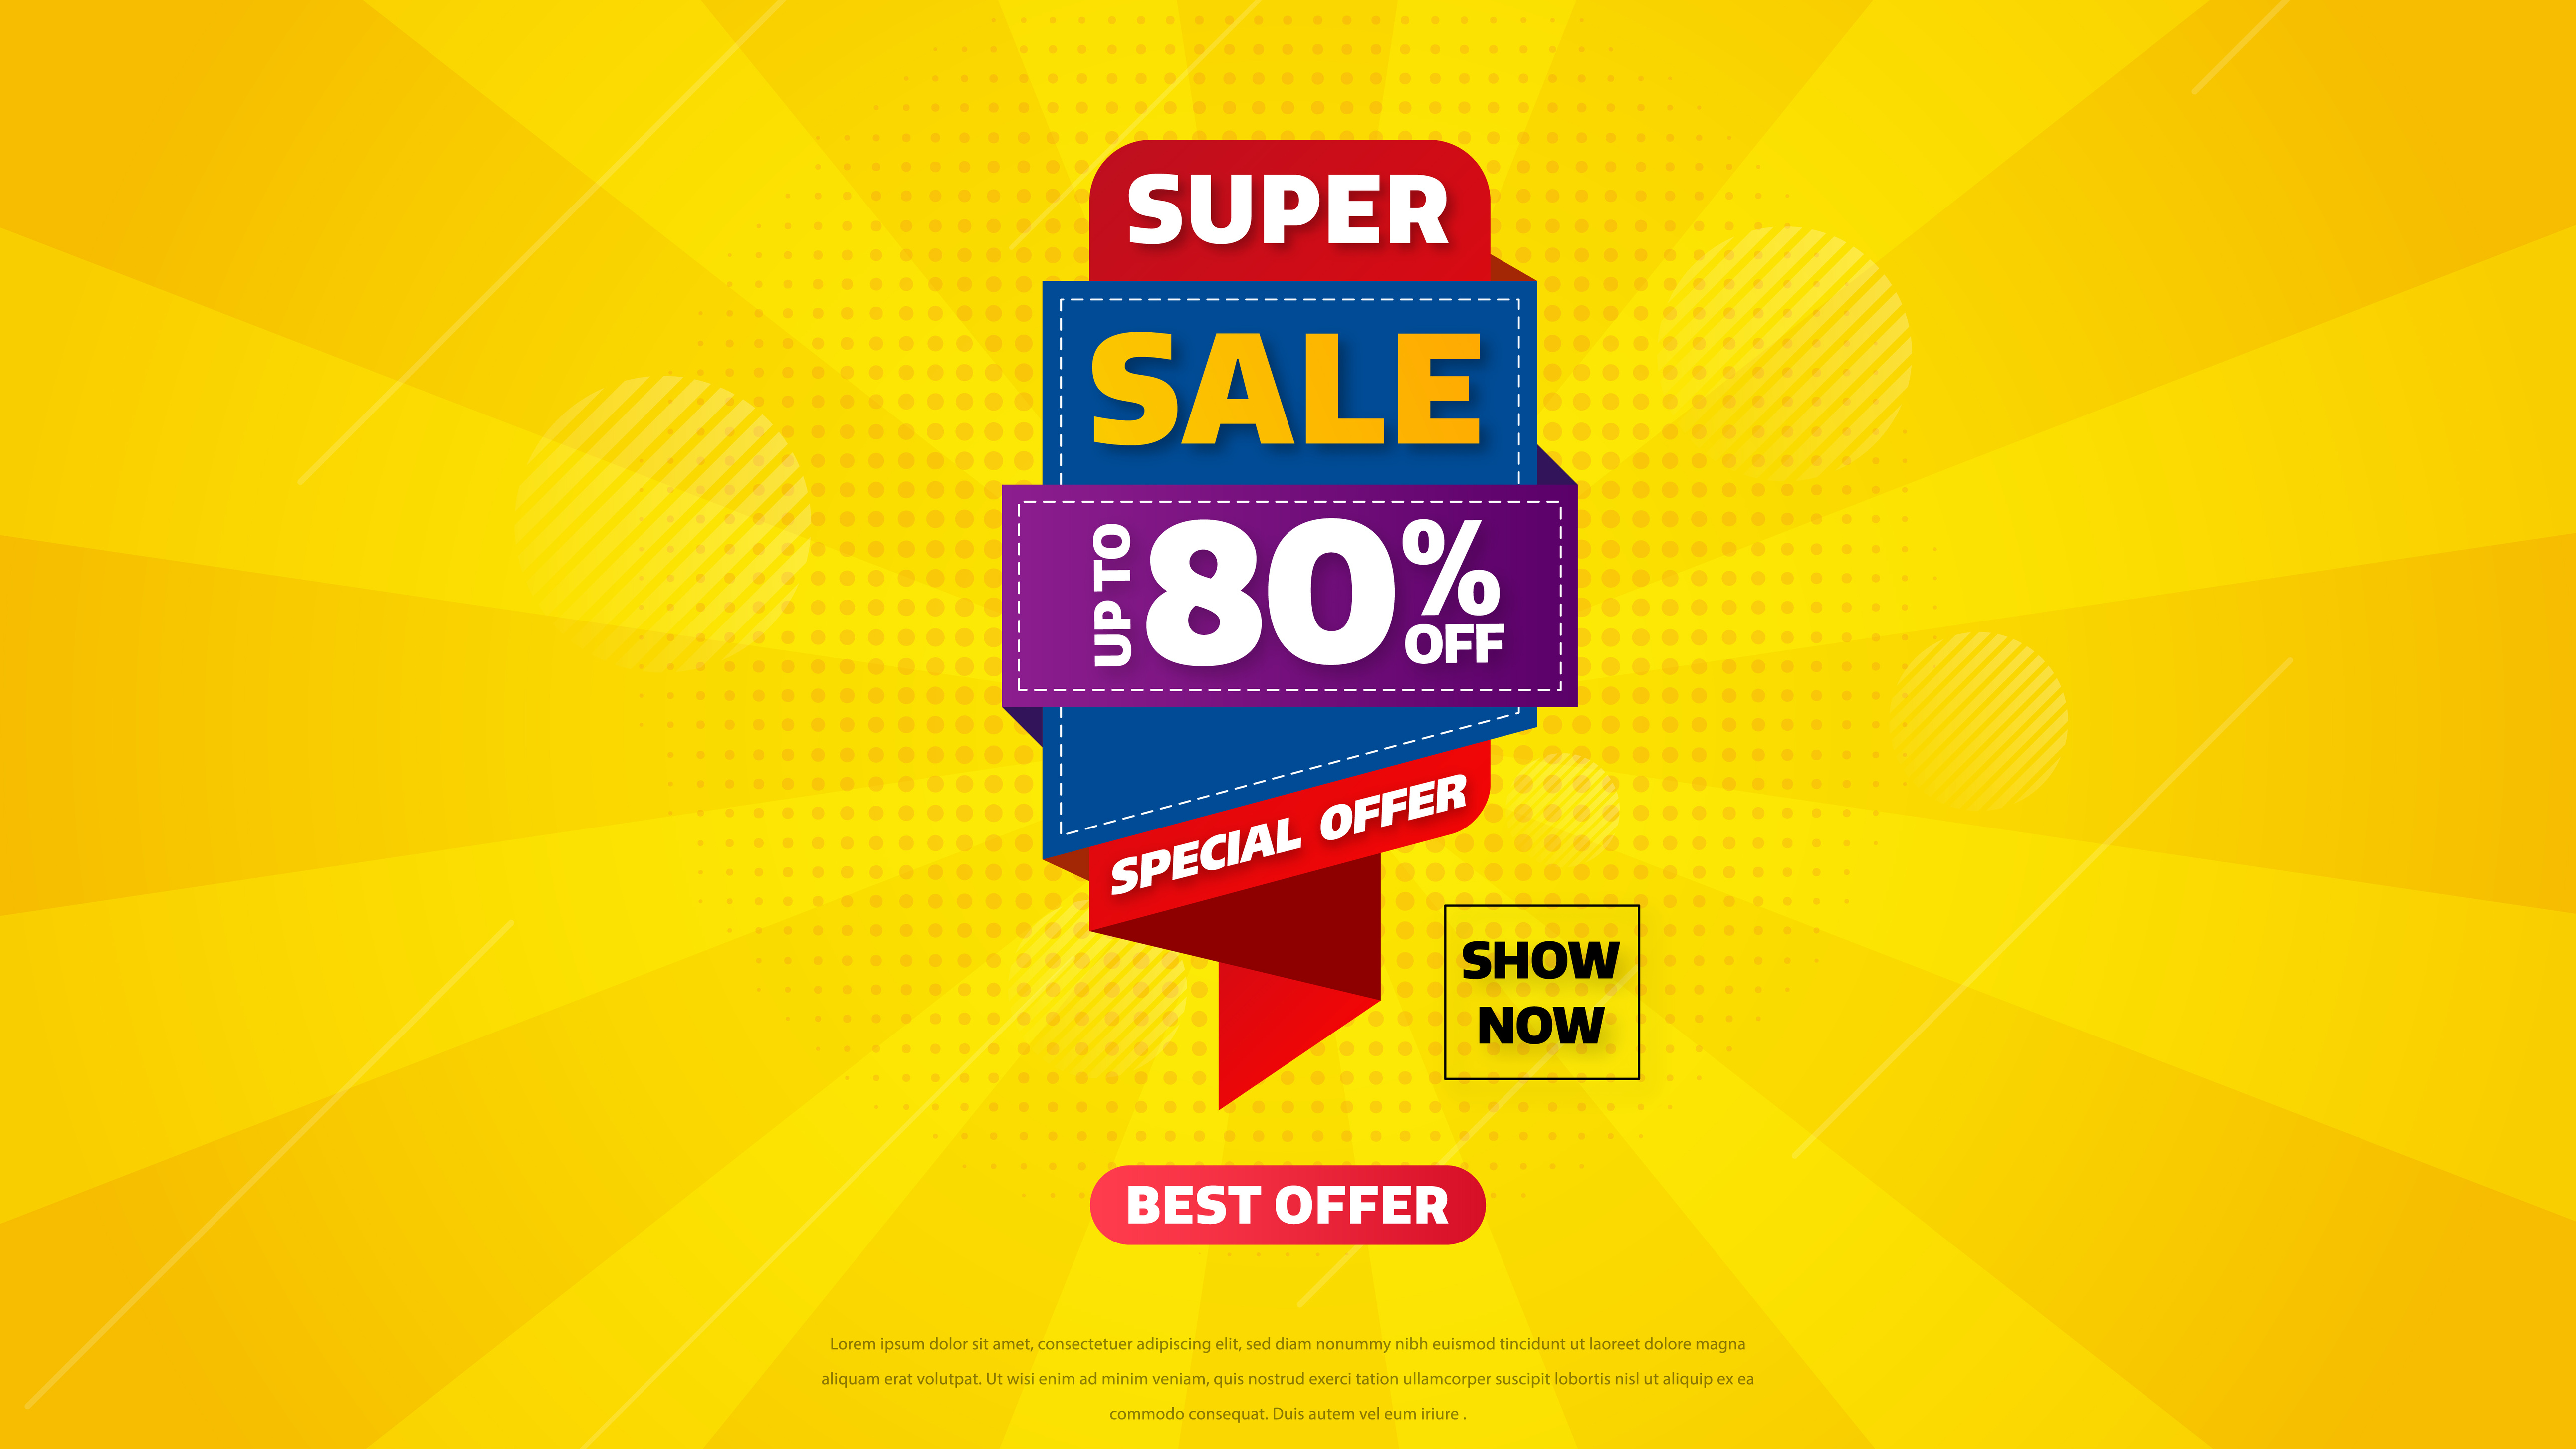 SUPER
SALE
UP TO
80%
OFF
SPECIAL OFFER
SHOW
NOW
BEST OFFER
Lorem ipsum dolor sit amet, consectetuer adipiscing elit, sed diam nonummy nibh euismod tincidunt ut laoreet dolore magna
aliquam erat volutpat. Ut wisi enim ad minim veniam, quis nostrud exerci tation ullamcorper suscipit lobortis nisl ut aliquip ex ea
commodo consequat. Duis autem vel eum iriure .